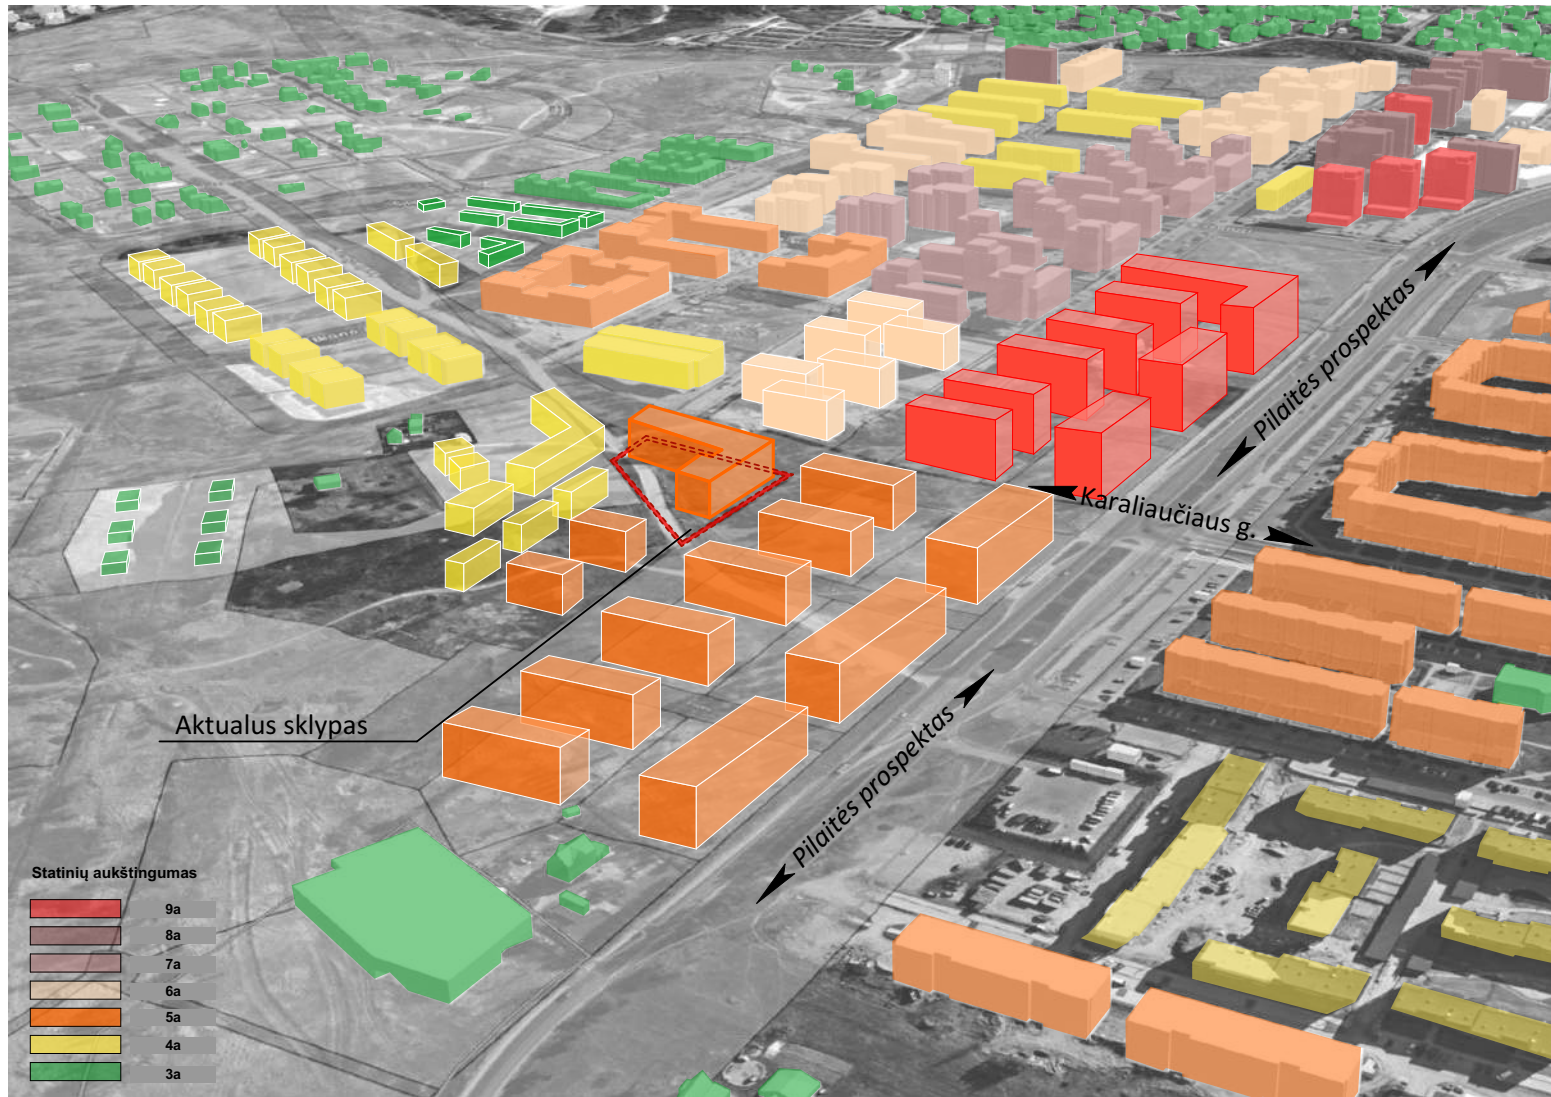 Pilaitės prospektas
Karaliaučiaus g.
Aktualus sklypas
Pilaitės prospektas
Statinių aukštingumas
9a
8a
7a
6a
5a
4a
3a